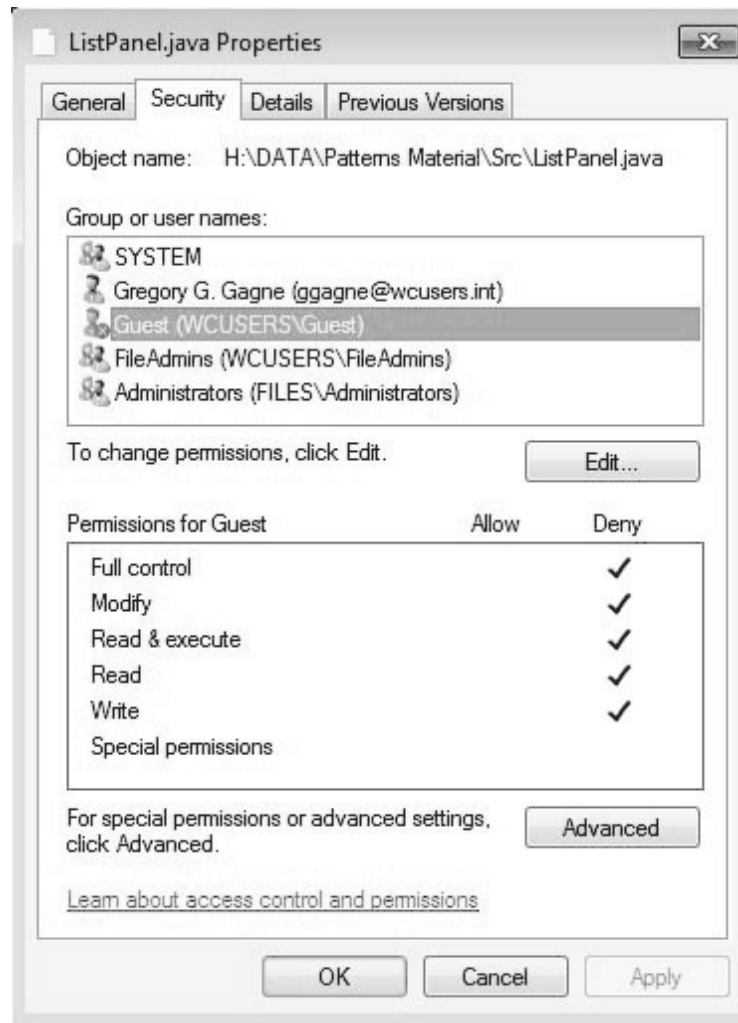 ListPanel.java Properties
General Security Details Previous Versions
Object name: H:\DATA\Patterns Material\Src\ListPanel.java
Group or user names:
SYSTEM
Gregory G. Gagne (ggagne@wcusers.int)
Guest (WCUSERS\Guest)
FileAdmins (WCUSERS\FileAdmins)
Administrators (FILES\Administrators)
To change permissions, click Edit. Edit...
Permissions for Guest Allow Deny
Full control
Modify
Read & execute
Read
Write
Special permissions
For special permissions or advanced settings, Advanced
click Advanced.
Learn about access control and permissions
OK Cancel Apply